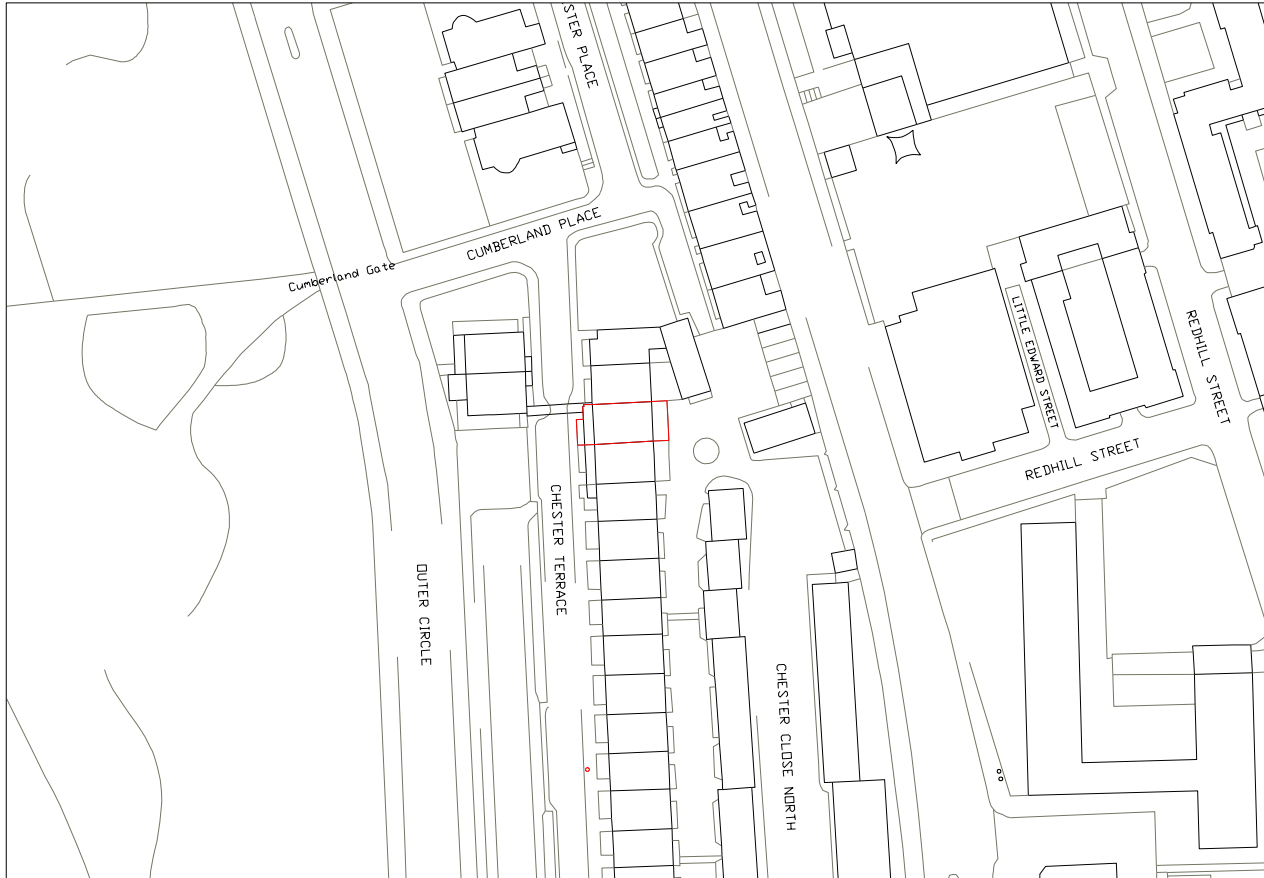 STER PLACE
CUMBERLAND PLACE
Cumberland Gate
LITTLE EDWARD STREET
REDHILL STREET
REDHILL STREET
CHESTER TERRACE
OUTER CIRCLE
CHESTER CLOSE NORTH